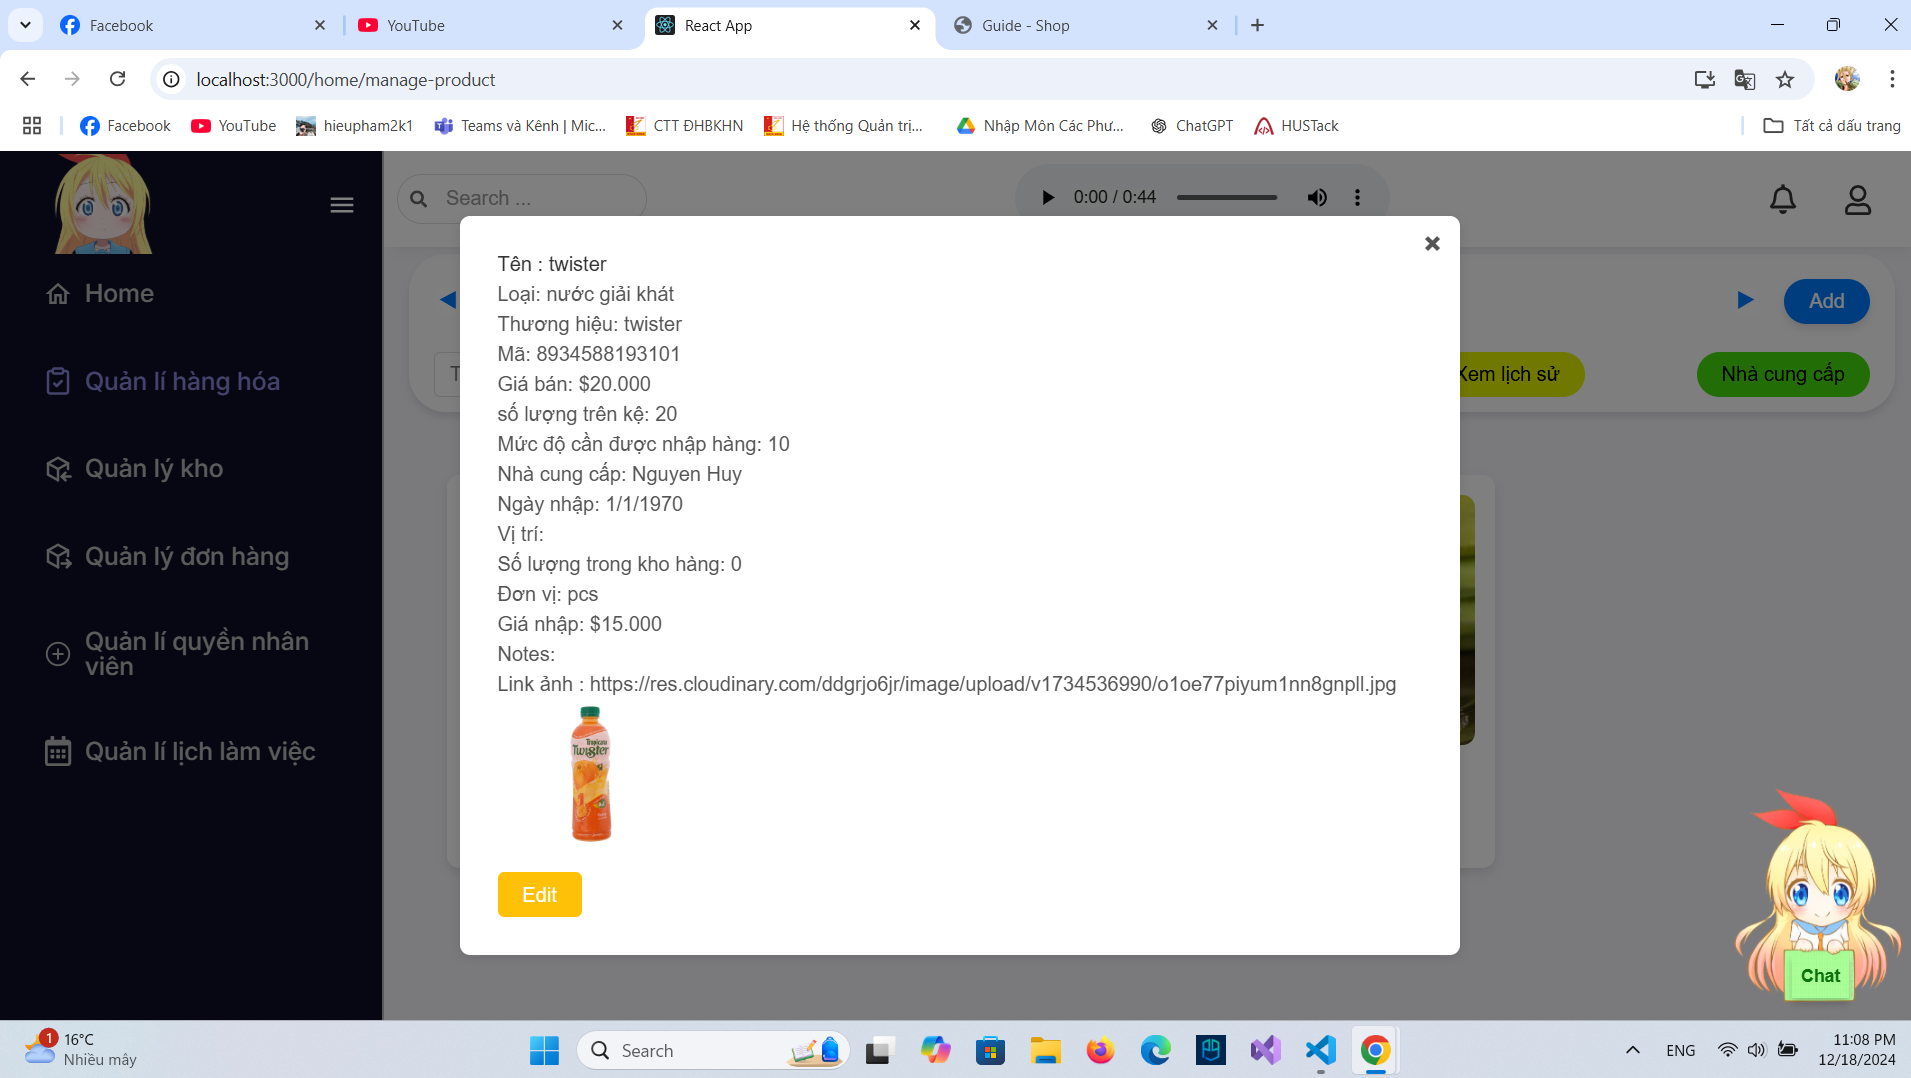 Facebook
YouTube
React App
Guide - Shop
localhost:3000/home/manage-product
Facebook
YouTube
hieupham2k1
Teams và Kênh | Mic...
CTT ĐHBKHN
Hệ thống Quản trị...
Nhập Môn Các Phư...
ChatGPT
HUSTack
Tất cả dấu trang
Search ...
0:00 / 0:44
Home
Quản lí hàng hóa
Quản lý kho
Quản lý đơn hàng
Quản lí quyền nhân
viên
Quản lí lịch làm việc
Add
T
Xem lịch sử
Nhà cung cấp
Tên : twister
Loại: nước giải khát
Thương hiệu: twister
Mã: 8934588193101
Giá bán: $20.000
số lượng trên kệ: 20
Mức độ cần được nhập hàng: 10
Nhà cung cấp: Nguyen Huy
Ngày nhập: 1/1/1970
Vị trí:
Số lượng trong kho hàng: 0
Đơn vị: pcs
Giá nhập: $15.000
Notes:
Link ảnh : https://res.cloudinary.com/ddgrjo6jr/image/upload/v1734536990/o1oe77piyum1nn8gnpll.jpg
Tropicana
Twister
Edit
Chat
1
16°C
Nhiều mây
Search
ENG
11:08 PM
12/18/2024